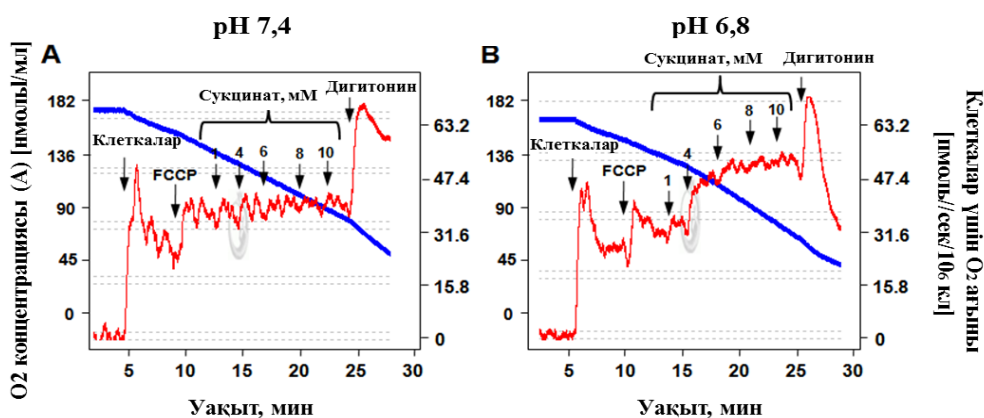 pH 7,4
pH 6,8
A
B
O2 концентрациясы (А) [нмоль/мл]
182
136
90
45
0
Клеткалар
FCCP
Сукцинат, мМ
1
4
6
8
10
Дигитонин
63.2
47.4
31.6
15.8
0
5
10
15
20
25
30
Уақыт, мин
182
136
90
45
0
Клеткалар
FCCP
Сукцинат, мМ
1
4
6
8
10
Дигитонин
63.2
47.4
31.6
15.8
0
5
10
15
20
25
30
Уақыт, мин
Клеткалар үшін O₂ ағыны
[пмоль//сек/10₆ кл]